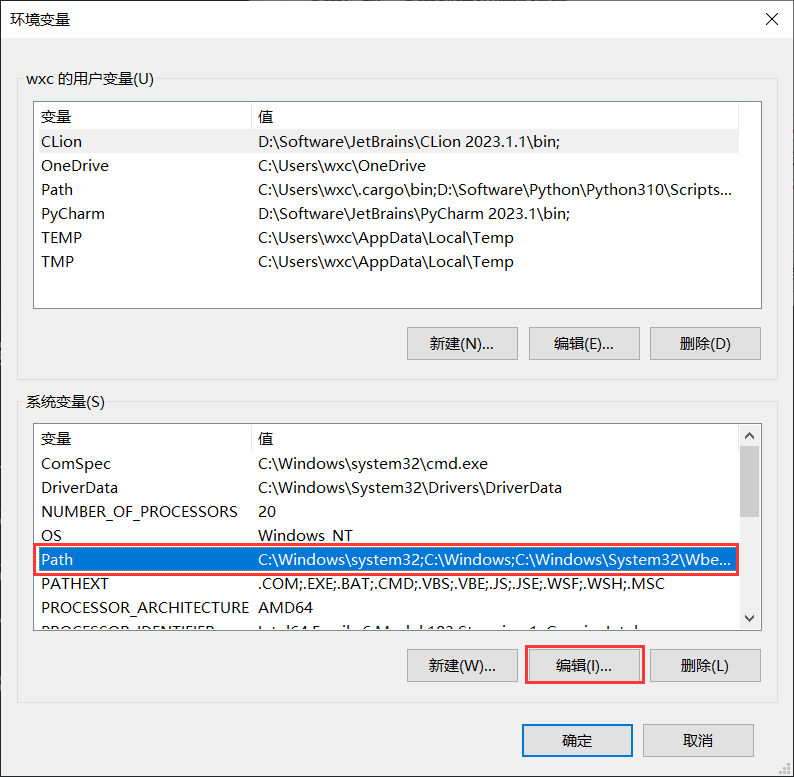 环境变量
wxc 的用户变量(U)
变量 值
CLion D:\Software\JetBrains\CLion 2023.1.1\bin;
OneDrive C:\Users\wxc\OneDrive
Path C:\Users\wxc\.cargo\bin;D:\Software\Python\Python310\Scripts...
PyCharm D:\Software\JetBrains\PyCharm 2023.1\bin;
TEMP C:\Users\wxc\AppData\Local\Temp
TMP C:\Users\wxc\AppData\Local\Temp
新建(N)... 编辑(E)... 删除(D)
系统变量(S)
变量 值
ComSpec C:\Windows\system32\cmd.exe
DriverData C:\Windows\System32\Drivers\DriverData
NUMBER_OF_PROCESSORS 20
OS Windows_NT
Path C:\Windows\system32;C:\Windows;C:\Windows\System32\Wbe...
PATHEXT .COM;.EXE;.BAT;.CMD;.VBS;.VBE;.JS;.JSE;.WSF;.WSH;.MSC
PROCESSOR_ARCHITECTURE AMD64
新建(W)... 编辑(I)... 删除(L)
确定 取消